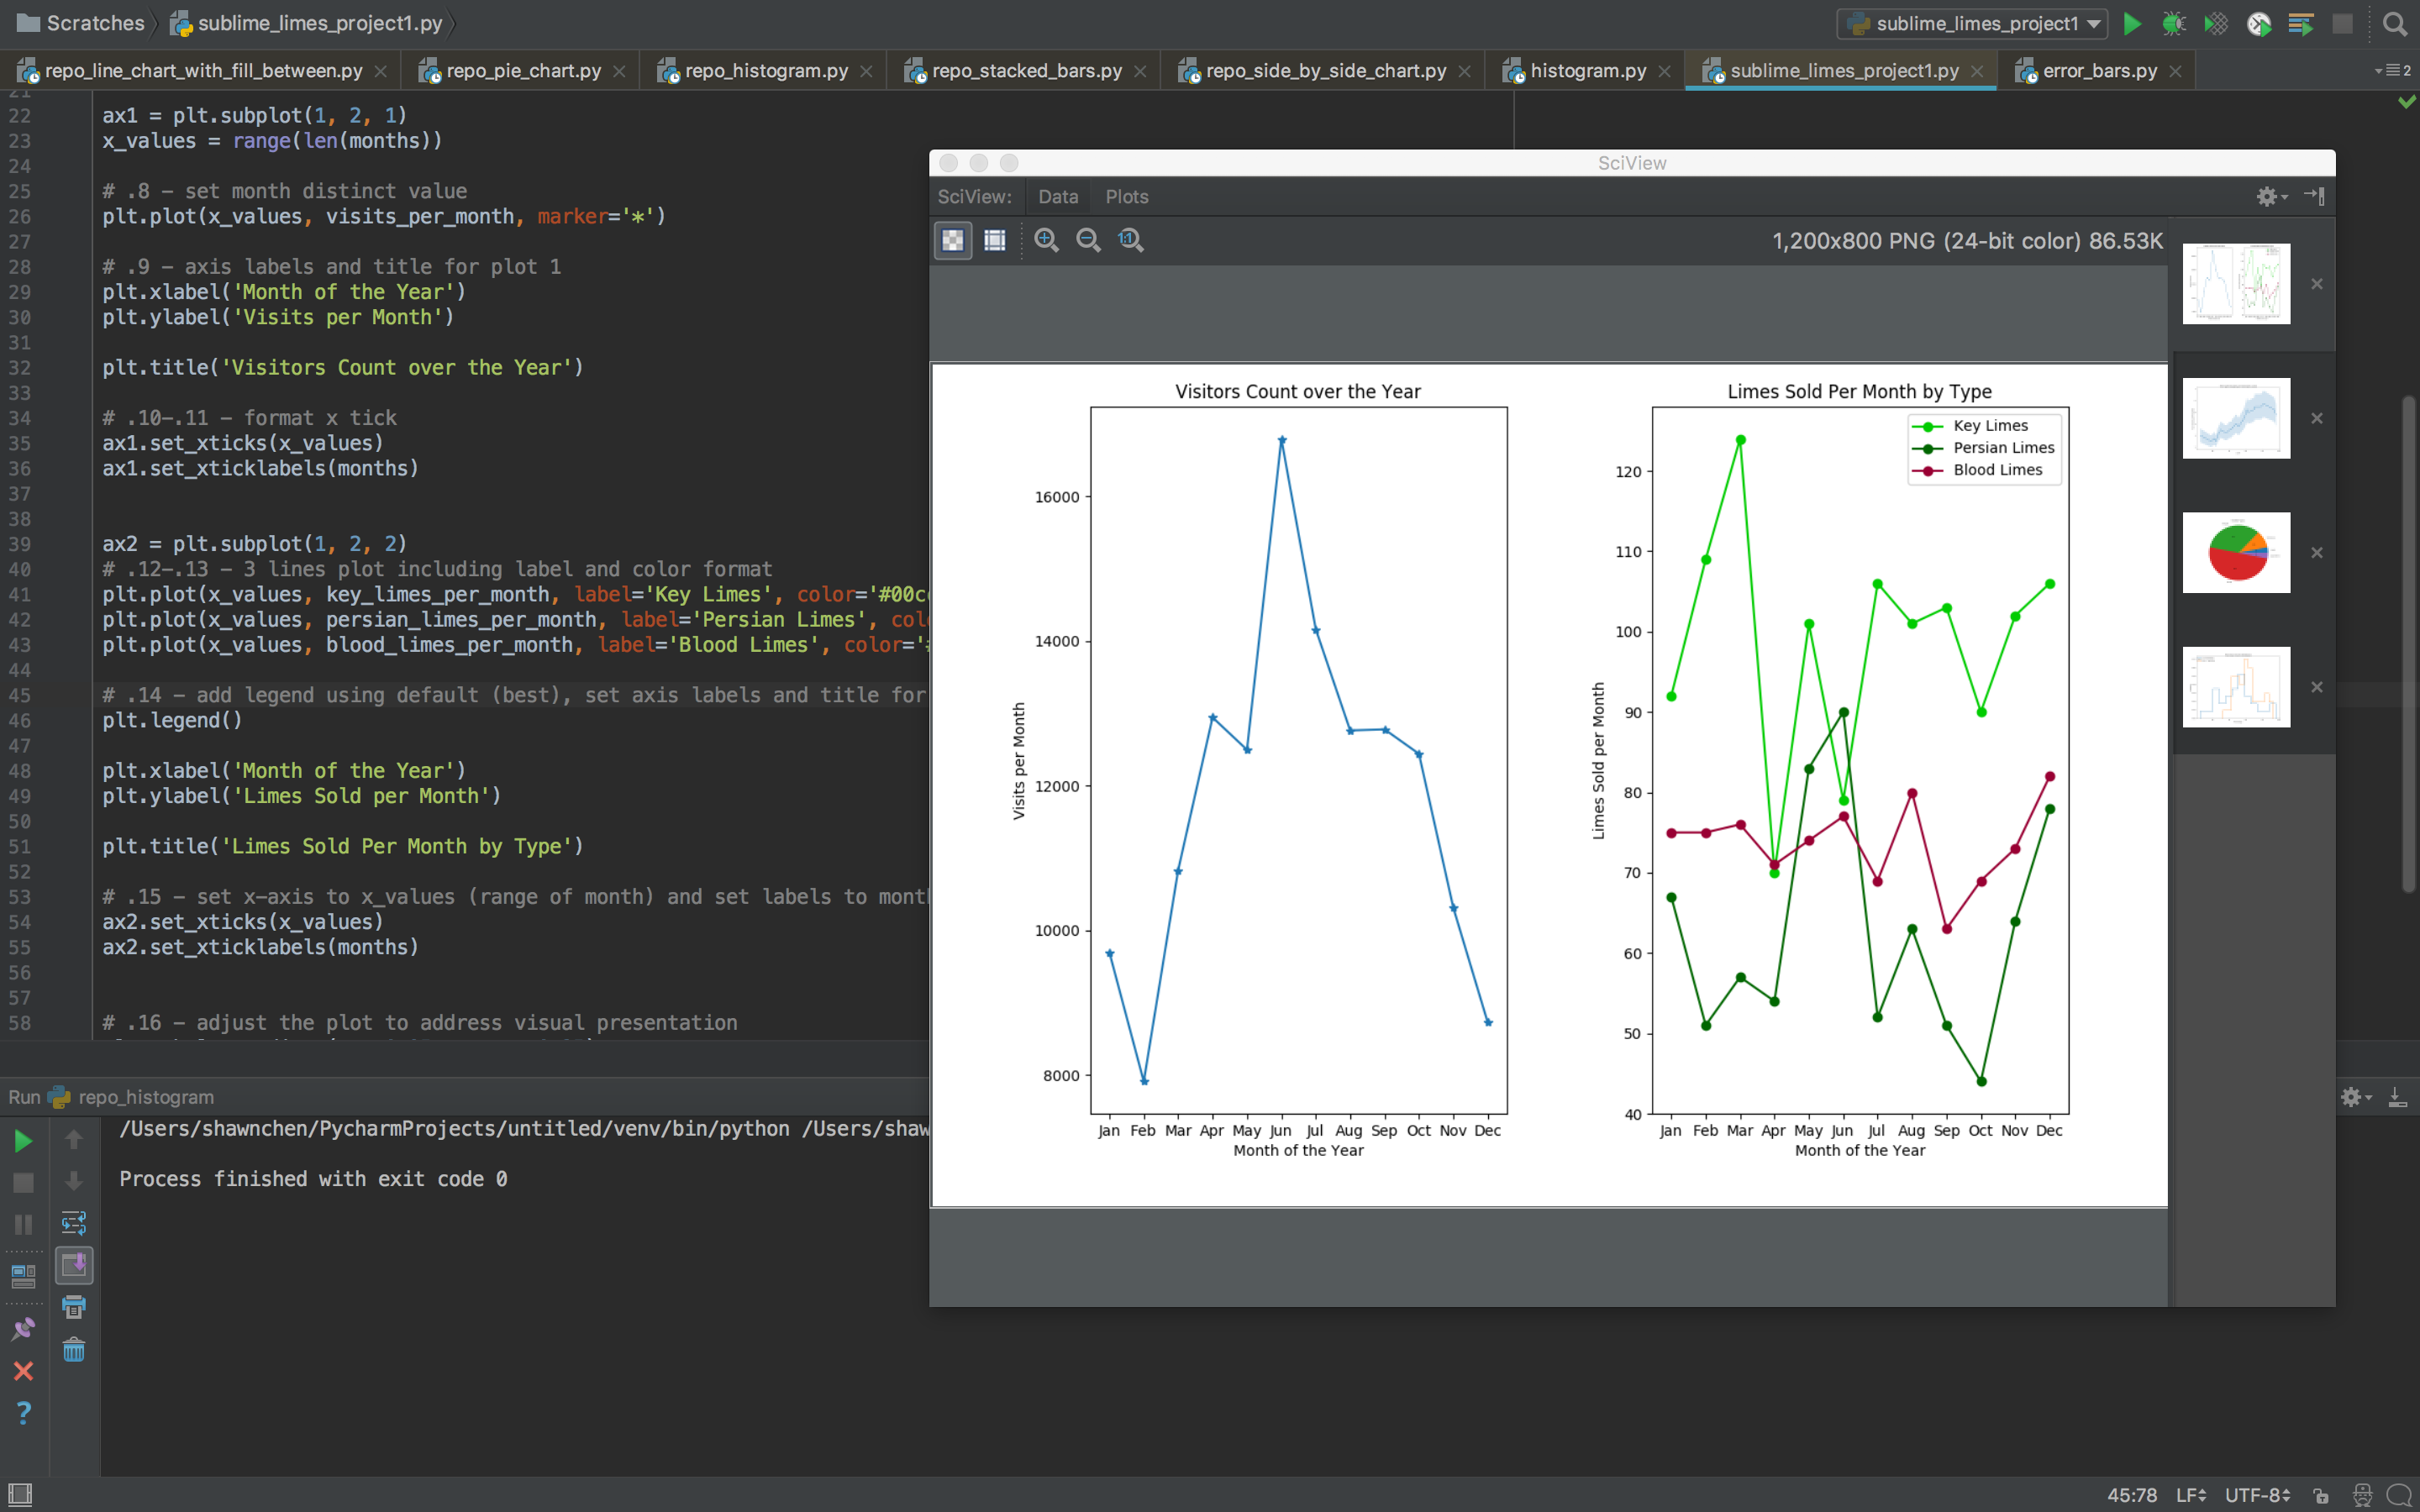 Scratches sublime_limes_project1.py sublime_limes_project1
repo_line_chart_with_fill_between.py repo_pie_chart.py repo_histogram.py repo_stacked_bars.py repo_side_by_side_chart.py histogram.py sublime_limes_project1.py error_bars.py 2
22 ax1 = plt.subplot(1, 2, 1)
23 x_values = range(len(months))
24
25 # .8 – set month distinct value
26 plt.plot(x_values, visits_per_month, marker='*')
27
28 # .9 – axis labels and title for plot 1
29 plt.xlabel('Month of the Year')
30 plt.ylabel('Visits per Month')
31
32 plt.title('Visitors Count over the Year')
33
34 # .10–.11 – format x tick
35 ax1.set_xticks(x_values)
36 ax1.set_xticklabels(months)
37
38
39 ax2 = plt.subplot(1, 2, 2)
40 # .12–.13 – 3 lines plot including label and color format
41 plt.plot(x_values, key_limes_per_month, label='Key Limes', color='#00c
42 plt.plot(x_values, persian_limes_per_month, label='Persian Limes', col
43 plt.plot(x_values, blood_limes_per_month, label='Blood Limes', color='#
44
45 # .14 – add legend using default (best), set axis labels and title for
46 plt.legend()
47
48 plt.xlabel('Month of the Year')
49 plt.ylabel('Limes Sold per Month')
50
51 plt.title('Limes Sold Per Month by Type')
52
53 # .15 – set x-axis to x_values (range of month) and set labels to mont
54 ax2.set_xticks(x_values)
55 ax2.set_xticklabels(months)
56
57
58 # .16 – adjust the plot to address visual presentation
SciView
SciView: Data Plots
1:1
1,200x800 PNG (24-bit color) 86.53K
Visitors Count over the Year
16000
14000
12000
10000
8000
Visits per Month
Jan Feb Mar Apr May Jun Jul Aug Sep Oct Nov Dec
Month of the Year
Limes Sold Per Month by Type
Key Limes
Persian Limes
Blood Limes
120
110
100
90
80
70
60
50
40
Limes Sold per Month
Jan Feb Mar Apr May Jun Jul Aug Sep Oct Nov Dec
Month of the Year
Run repo_histogram
/Users/shawnchen/PycharmProjects/untitled/venv/bin/python /Users/shaw
Process finished with exit code 0
45:78 LF UTF-8